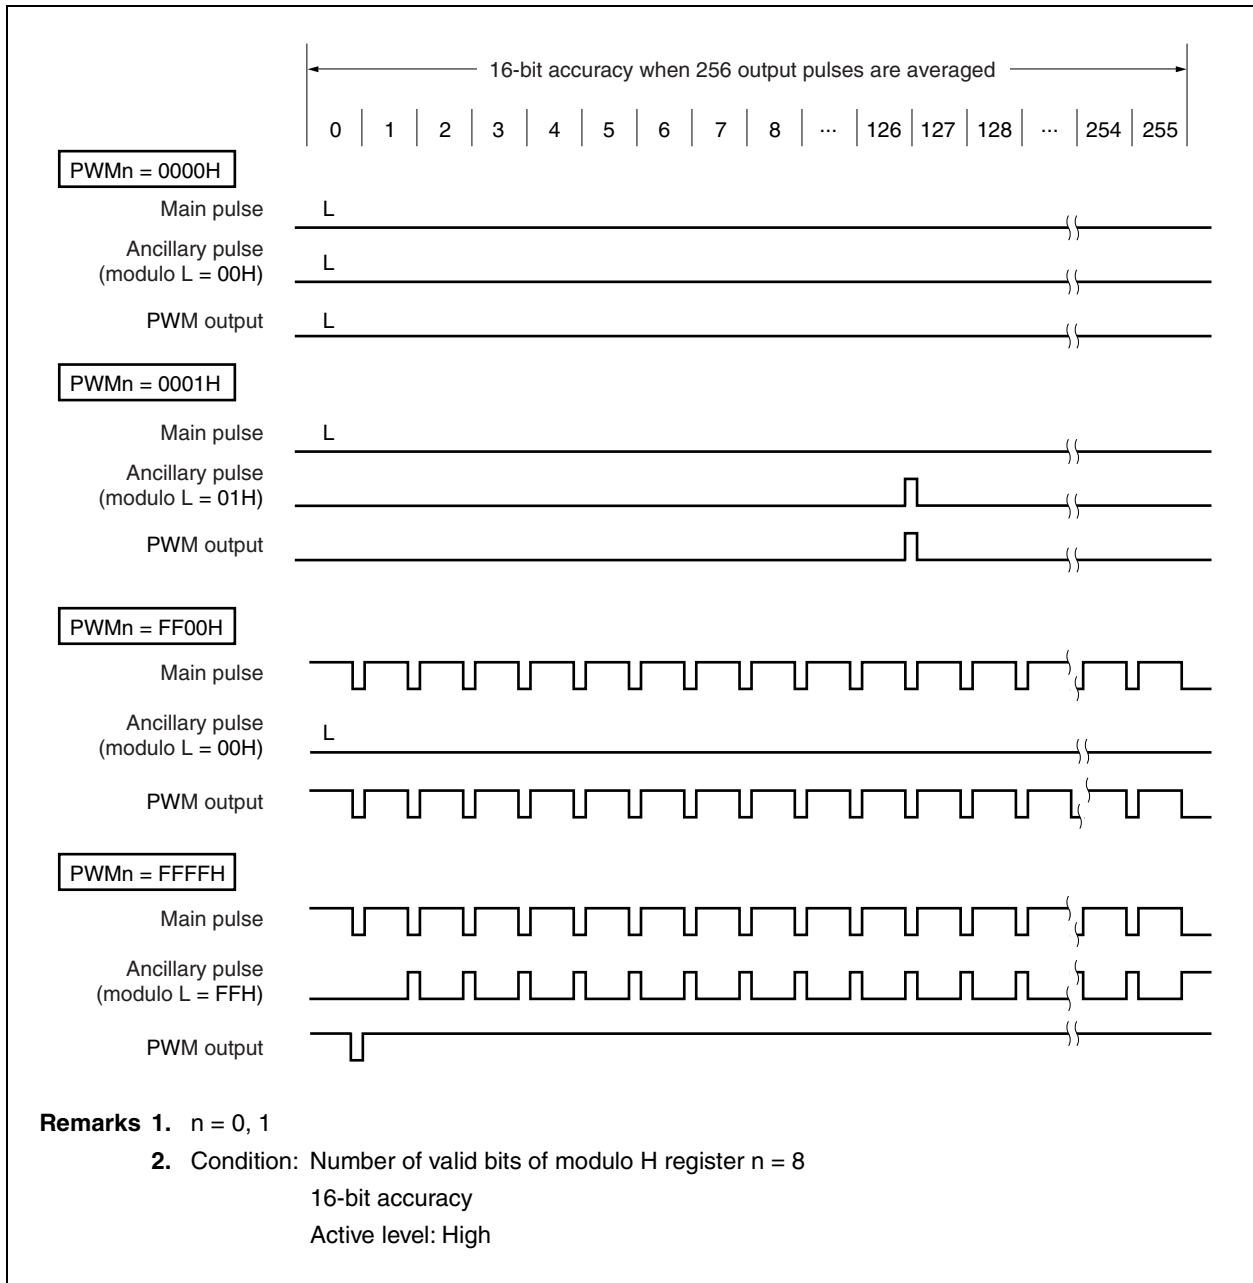 16-bit accuracy when 256 output pulses are averaged
0 1 2 3 4 5 6 7 8 ... 126 127 128 ... 254 255
PWMn = 0000H
Main pulse L
Ancillary pulse
(modulo L = 00H) L
PWM output L
PWMn = 0001H
Main pulse L
Ancillary pulse
(modulo L = 01H)
PWM output
PWMn = FF00H
Main pulse
Ancillary pulse
(modulo L = 00H) L
PWM output
PWMn = FFFFH
Main pulse
Ancillary pulse
(modulo L = FFH)
PWM output
Remarks 1. n = 0, 1
2. Condition: Number of valid bits of modulo H register n = 8
16-bit accuracy
Active level: High